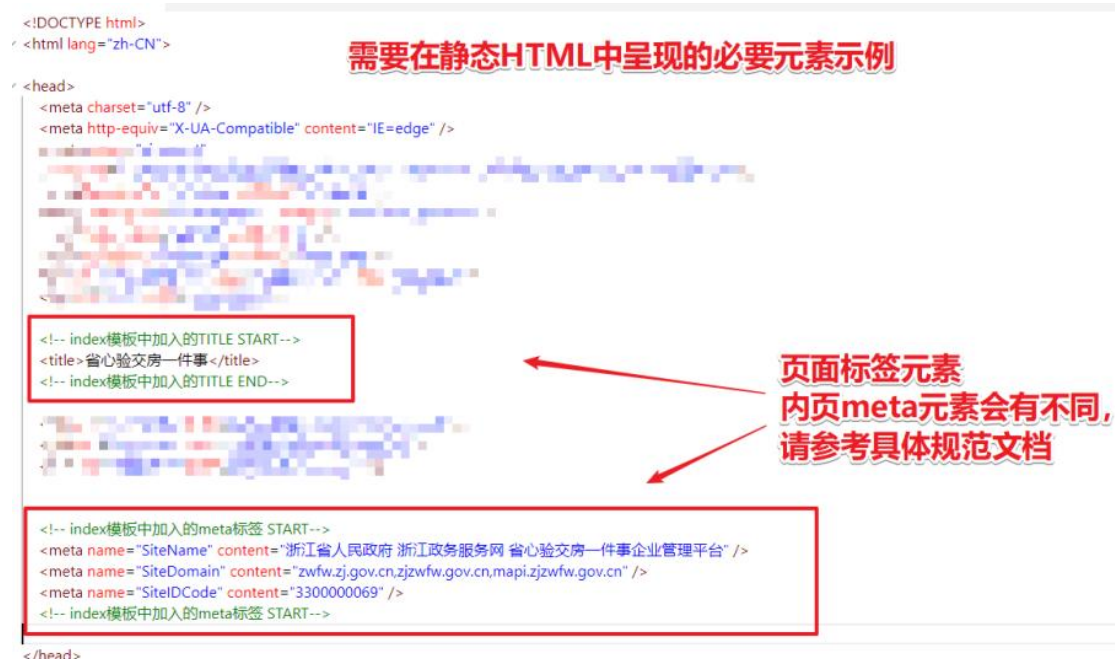 <!DOCTYPE html>
<html lang="zh-CN">
需要在静态HTML中呈现的必要元素示例
<head>
<meta charset="utf-8" />
<meta http-equiv="X-UA-Compatible" content="IE=edge" />
<!-- index模板中加入的TITLE START-->
<title>省心验交房一件事</title>
<!-- index模板中加入的TITLE END-->
页面标签元素
内页meta元素会有不同,
请参考具体规范文档
<!-- index模板中加入的meta标签 START-->
<meta name="SiteName" content="浙江省人民政府 浙江政务服务网 省心验交房一件事企业管理平台" />
<meta name="SiteDomain" content="zwfw.zj.gov.cn,zjzwfw.gov.cn,mapi.zjzwfw.gov.cn" />
<meta name="SiteIDCode" content="3300000069" />
<!-- index模板中加入的meta标签 START-->
</head>